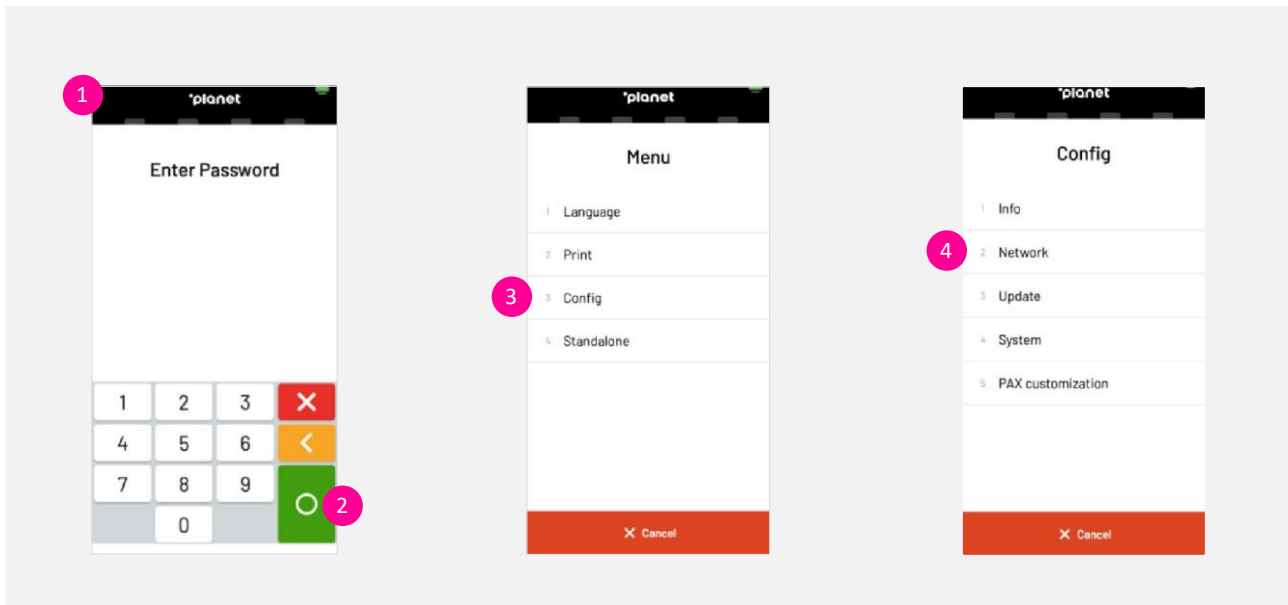 1
planet
Enter Password
1 2 3
4 5 6
7 8 9
0
2
planet
Menu
1 Language
2 Print
3
3 Config
4 Standalone
Cancel
planet
Config
1 Info
4
2 Network
3 Update
4 System
5 PAX customization
Cancel